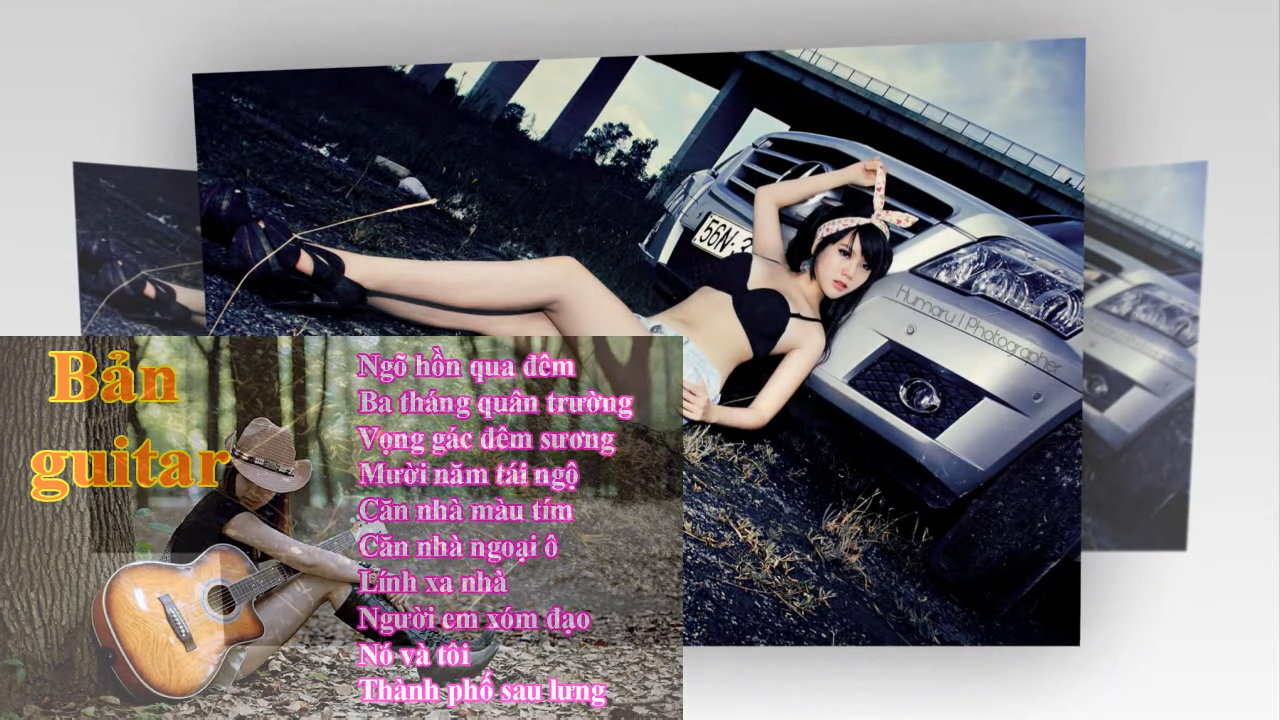 56N-
Humaru | Photographer
Bản
guitar
Ngõ hồn qua đêm
Ba tháng quân trường
Vọng gác đêm sương
Mười năm tái ngộ
Căn nhà màu tím
Căn nhà ngoại ô
Lính xa nhà
Người em xóm đạo
Nó và tôi
Thành phố sau lưng